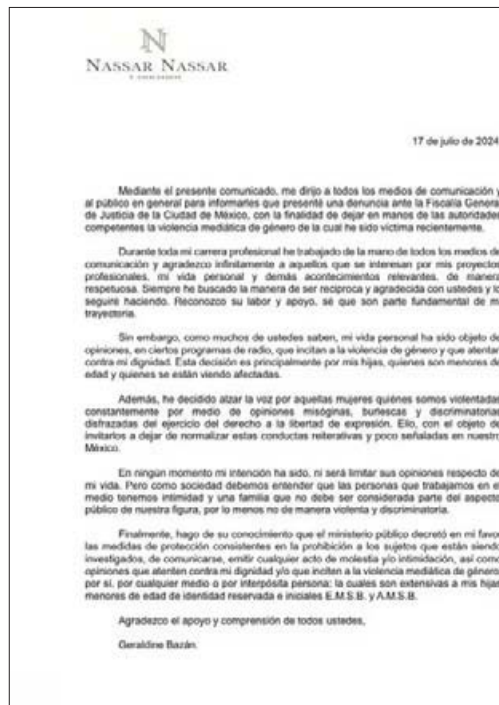 N
NASSAR NASSAR
17 de julio de 2024
Mediante el presente comunicado, me dirijo a todos los medios de comunicación y
al público en general para informarles que presenté una denuncia ante la Fiscalía General
de Justicia de la Ciudad de México, con la finalidad de dejar en manos de las autoridades
competentes la violencia mediática de género de la cual he sido víctima recientemente.
Durante toda mi carrera profesional he trabajado de la mano de todos los medios de
comunicación y agradezco infinitamente a aquellos que se interesan por mis proyectos
profesionales, mi vida personal y demás acontecimientos relevantes, de manera
respetuosa. Siempre he buscado la manera de ser recíproca y agradecida con ustedes y lo
seguiré haciendo. Reconozco su labor y apoyo, sé que son parte fundamental de mi
trayectoria.
Sin embargo, como muchos de ustedes saben, mi vida personal ha sido objeto de
opiniones, en ciertos programas de radio, que incitan a la violencia de género y que atentan
contra mi dignidad. Esta decisión es principalmente por mis hijas, quienes son menores de
edad y quienes se están viendo afectadas.
Además, he decidido alzar la voz por aquellas mujeres quienes somos violentadas
constantemente por medio de opiniones misóginas, burlescas y discriminatorias
disfrazadas del ejercicio del derecho a la libertad de expresión. Ello, con el objeto de
invitarlos a dejar de normalizar estas conductas reiterativas y poco señaladas en nuestro
México.
En ningún momento mi intención ha sido, ni será limitar sus opiniones respecto de
mi vida. Pero como sociedad debemos entender que las personas que trabajamos en el
medio tenemos intimidad y una familia que no debe ser considerada parte del aspecto
público de nuestra figura, por lo menos no de manera violenta y discriminatoria.
Finalmente, hago de su conocimiento que el ministerio público decretó en mi favor
las medidas de protección consistentes en la prohibición a los sujetos que están siendo
investigados, de comunicarse, emitir cualquier acto de molestia y/o intimidación, así como
opiniones que atenten contra mi dignidad y/o que inciten a la violencia mediática de género
por sí, por cualquier medio o por interpósita persona; la cuales son extensivas a mis hijas
menores de edad de identidad reservada e iniciales E.M.S.B. y A.M.S.B.
Agradezco el apoyo y comprensión de todos ustedes,
Geraldine Bazán.